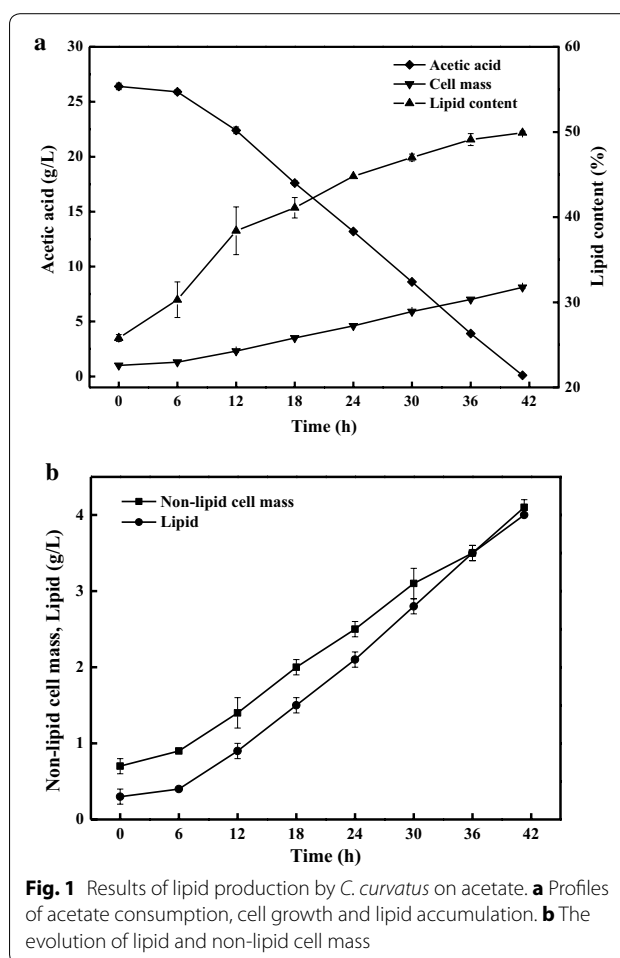 a
30
25
20
15
10
5
0
Acetic acid (g/L)
Acetic acid
Cell mass
Lipid content
60
50
40
30
20
Lipid content (%)
0 6 12 18 24 30 36 42
Time (h)
b
4
3
2
1
0
Non-lipid cell mass, Lipid (g/L)
Non-lipid cell mass
Lipid
0 6 12 18 24 30 36 42
Time (h)
Fig. 1 Results of lipid production by C. curvatus on acetate. a Profiles
of acetate consumption, cell growth and lipid accumulation. b The
evolution of lipid and non-lipid cell mass